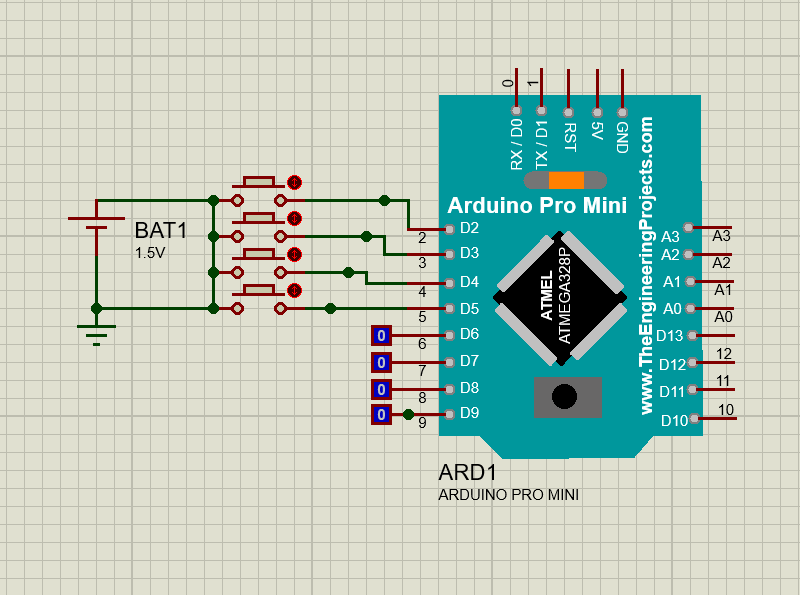 0
1
RX / D0
TX / D1
RST
5V
GND
Arduino Pro Mini
www.TheEngineeringProjects.com
BAT1
1.5V
D2
2
D3
3
D4
4
D5
5
0
D6
6
0
D7
7
0
D8
8
0
D9
9
ATMEL
ATMEGA328P
A3
A3
A2
A2
A1
A1
A0
A0
D13
D12
12
D11
11
D10
10
ARD1
ARDUINO PRO MINI